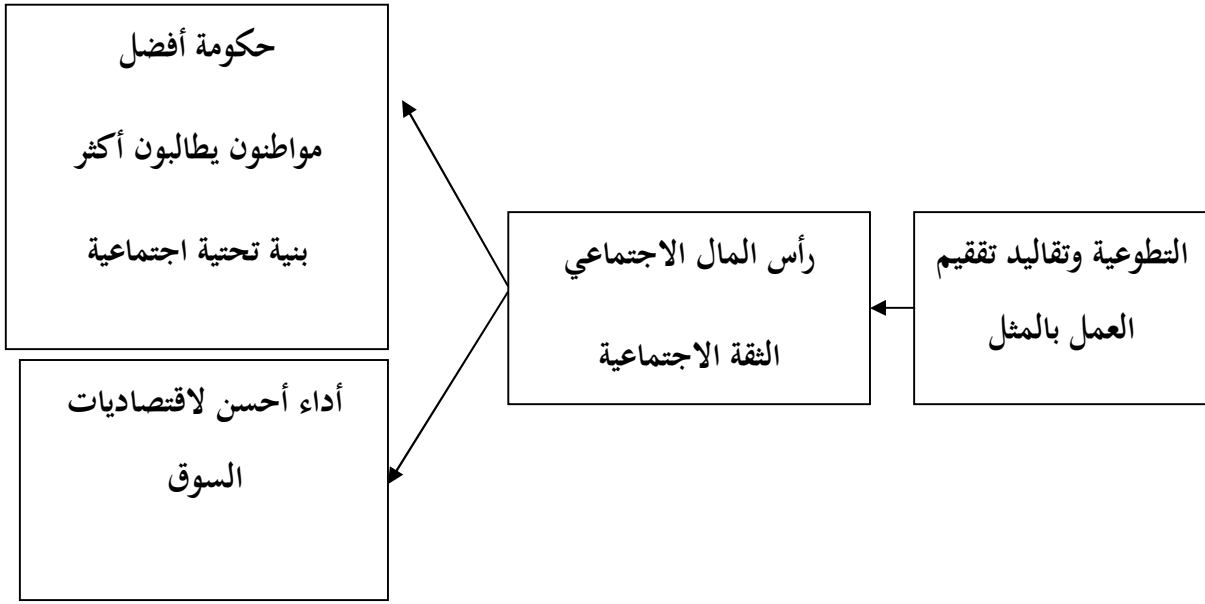 التطوعية وتقاليد تققيم
العمل بالمثل
رأس المال الاجتماعي
الثقة الاجتماعية
حكومة أفضل
مواطنون يطالبون أكثر
بنية تحتية اجتماعية
أداء أحسن لاقتصاديات
السوق